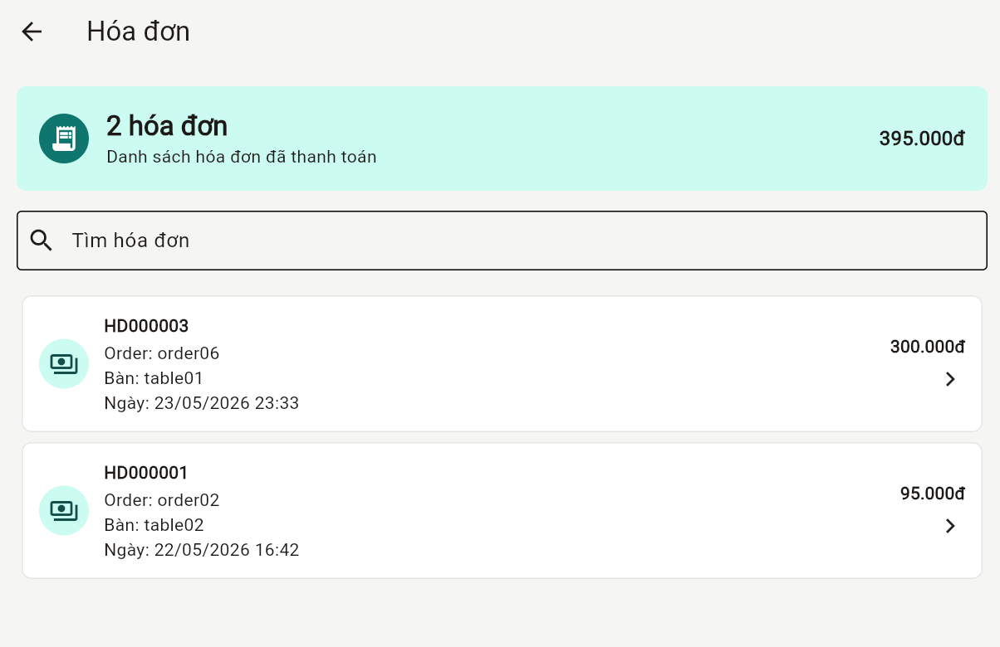 Hóa đơn
2 hóa đơn
Danh sách hóa đơn đã thanh toán
395.000đ
Tìm hóa đơn
HD000003
Order: order06
Bàn: table01
Ngày: 23/05/2026 23:33
300.000đ
HD000001
Order: order02
Bàn: table02
Ngày: 22/05/2026 16:42
95.000đ